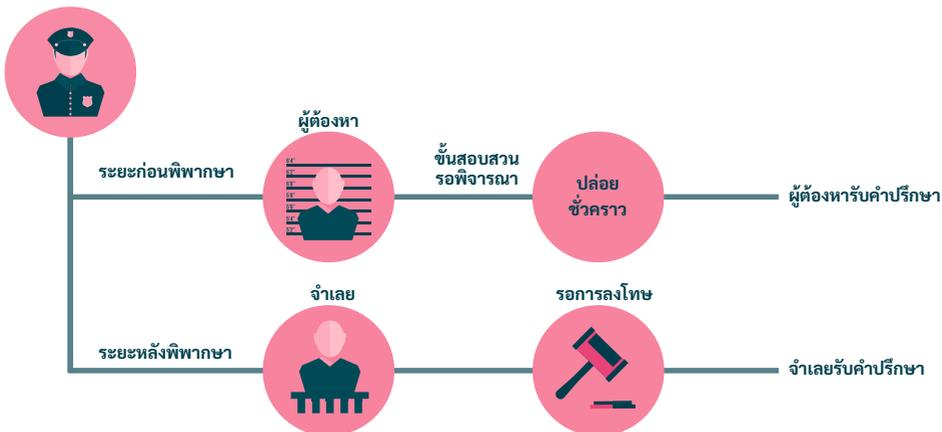 ผู้ต้องหา
ระยะก่อนพิพากษา
ขั้นสอบสวน
รอพิจารณา
ปล่อย
ชั่วคราว
ผู้ต้องหารับคำปรึกษา
จำเลย
รอการลงโทษ
ระยะหลังพิพากษา
จำเลยรับคำปรึกษา